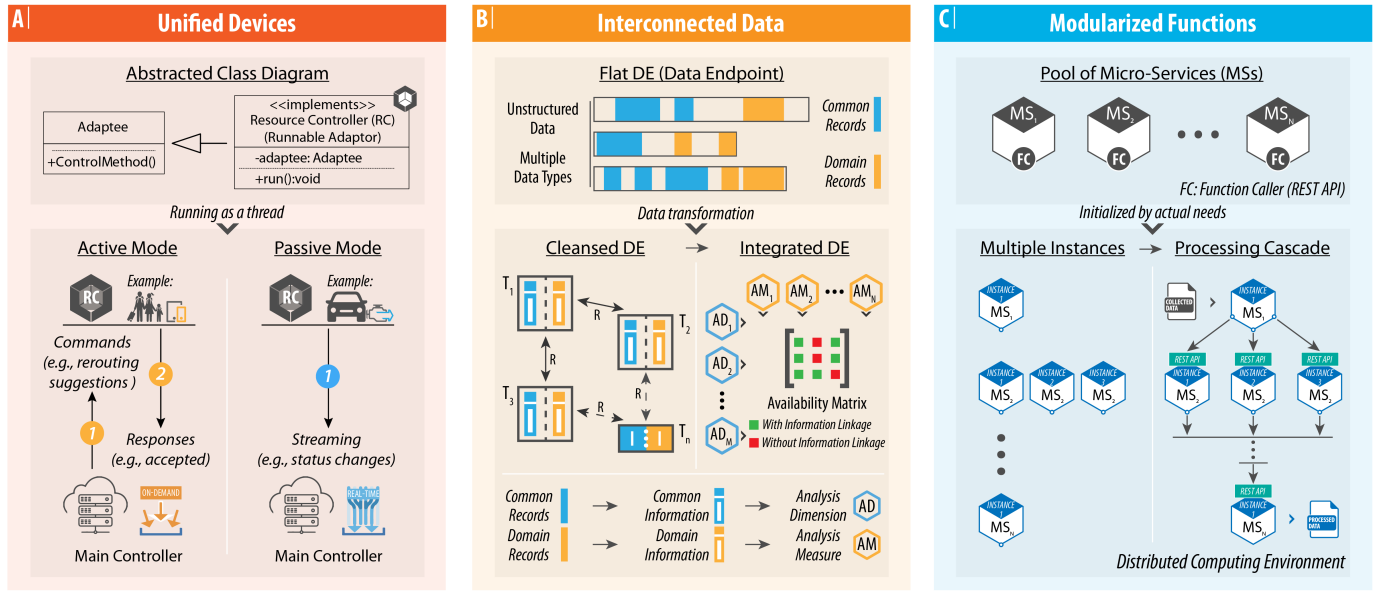 A
Unified Devices
Abstracted Class Diagram
Adaptee
+ControlMethod()
<<implements>>
Resource Controller (RC)
(Runnable Adaptor)
-adaptee: Adaptee
+run():void
Running as a thread
Active Mode
RC
Example:
Commands
(e.g., rerouting
suggestions )
2
1
Responses
(e.g., accepted)
ON-DEMAND
Main Controller
Passive Mode
RC
Example:
1
Streaming
(e.g., status changes)
REAL-TIME
Main Controller
B
Interconnected Data
Flat DE (Data Endpoint)
Unstructured
Data
Multiple
Data Types
Common
Records
Domain
Records
Data transformation
Cleansed DE
T1
R
T2
R
R
T3
R
Tn
Integrated DE
AM1
AM2
AMN
AD1
AD2
ADM
Availability Matrix
With Information Linkage
Without Information Linkage
Common
Records
Common
Information
Analysis
Dimension
AD
Domain
Records
Domain
Information
Analysis
Measure
AM
C
Modularized Functions
Pool of Micro-Services (MSs)
MS1
FC
MS2
FC
MSN
FC
FC: Function Caller (REST API)
Initialized by actual needs
Multiple Instances
INSTANCE
1
MS1
INSTANCE
1
MS2
INSTANCE
2
MS2
INSTANCE
3
MS2
INSTANCE
1
MSN
Processing Cascade
COLLECTED
DATA
INSTANCE
1
MS1
REST API
REST API
REST API
INSTANCE
1
MS2
INSTANCE
2
MS2
INSTANCE
3
MS2
REST API
INSTANCE
1
MSN
PROCESSED
DATA
Distributed Computing Environment